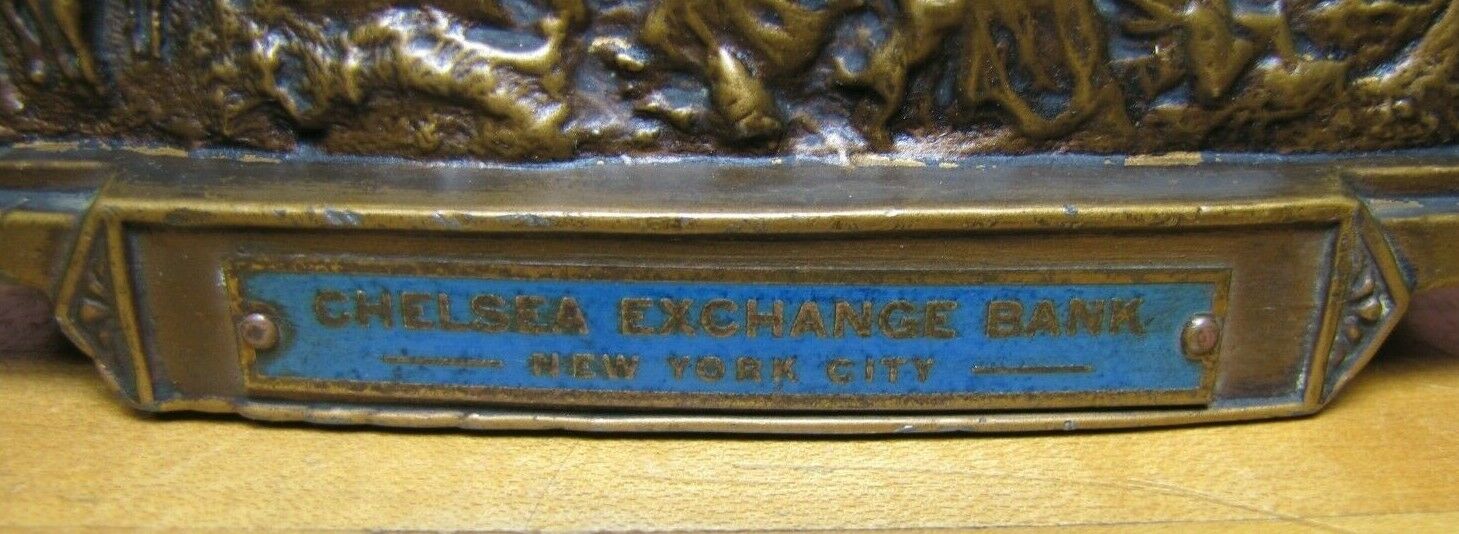 CHELSEA EXCHANGE BANK
NEW YORK CITY